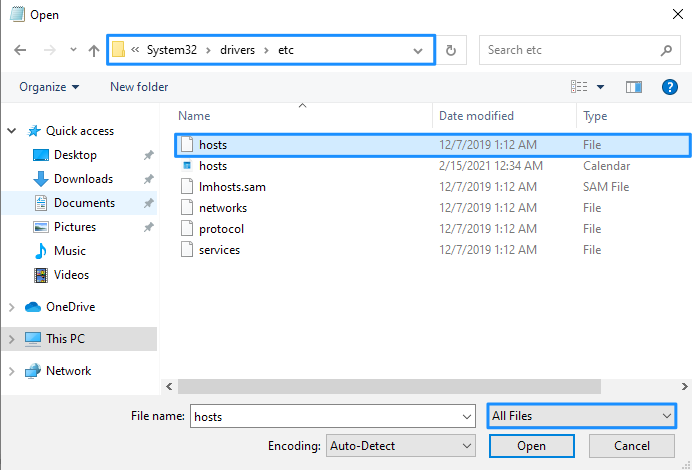 Open
« System32 › drivers › etc
Search etc
Organize New folder
Name Date modified Type
Quick access
Desktop
Downloads
Documents
Pictures
Music
Videos
OneDrive
This PC
Network
hosts 12/7/2019 1:12 AM File
hosts 2/15/2021 12:34 AM Calendar
lmhosts.sam 12/7/2019 1:12 AM SAM File
networks 12/7/2019 1:12 AM File
protocol 12/7/2019 1:12 AM File
services 12/7/2019 1:12 AM File
File name: hosts All Files
Encoding: Auto-Detect Open Cancel